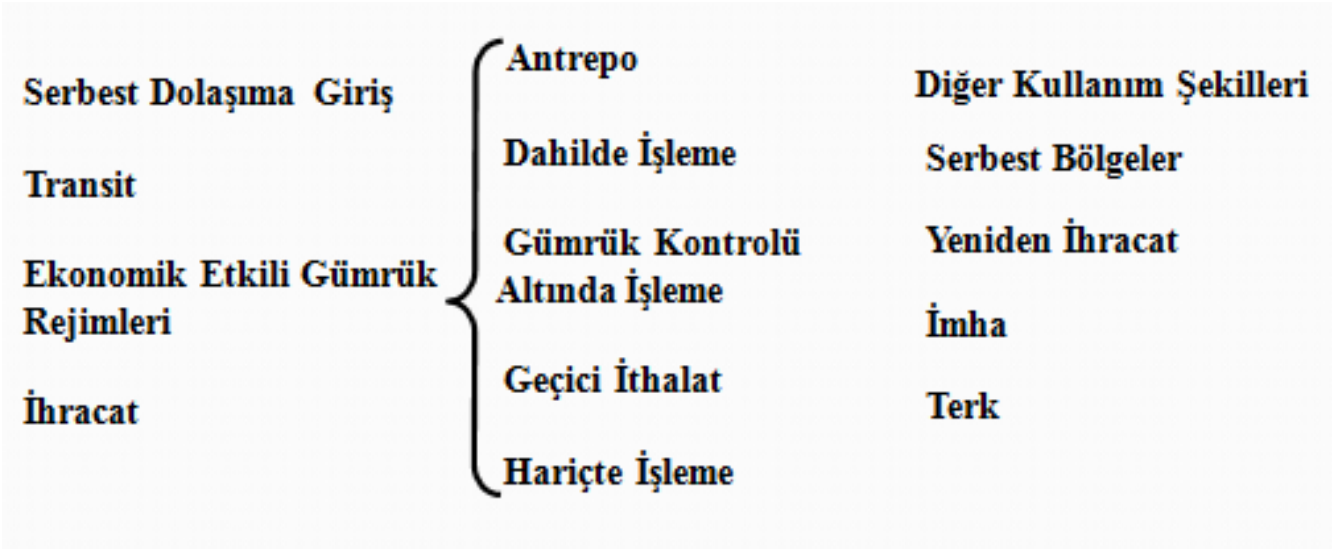 Serbest Dolaşıma Giriş
Transit
Ekonomik Etkili Gümrük
Rejimleri
İhracat
Antrepo
Dahilde İşleme
Gümrük Kontrolü
Altında İşleme
Geçici İthalat
Hariçte İşleme
Diğer Kullanım Şekilleri
Serbest Bölgeler
Yeniden İhracat
İmha
Terk